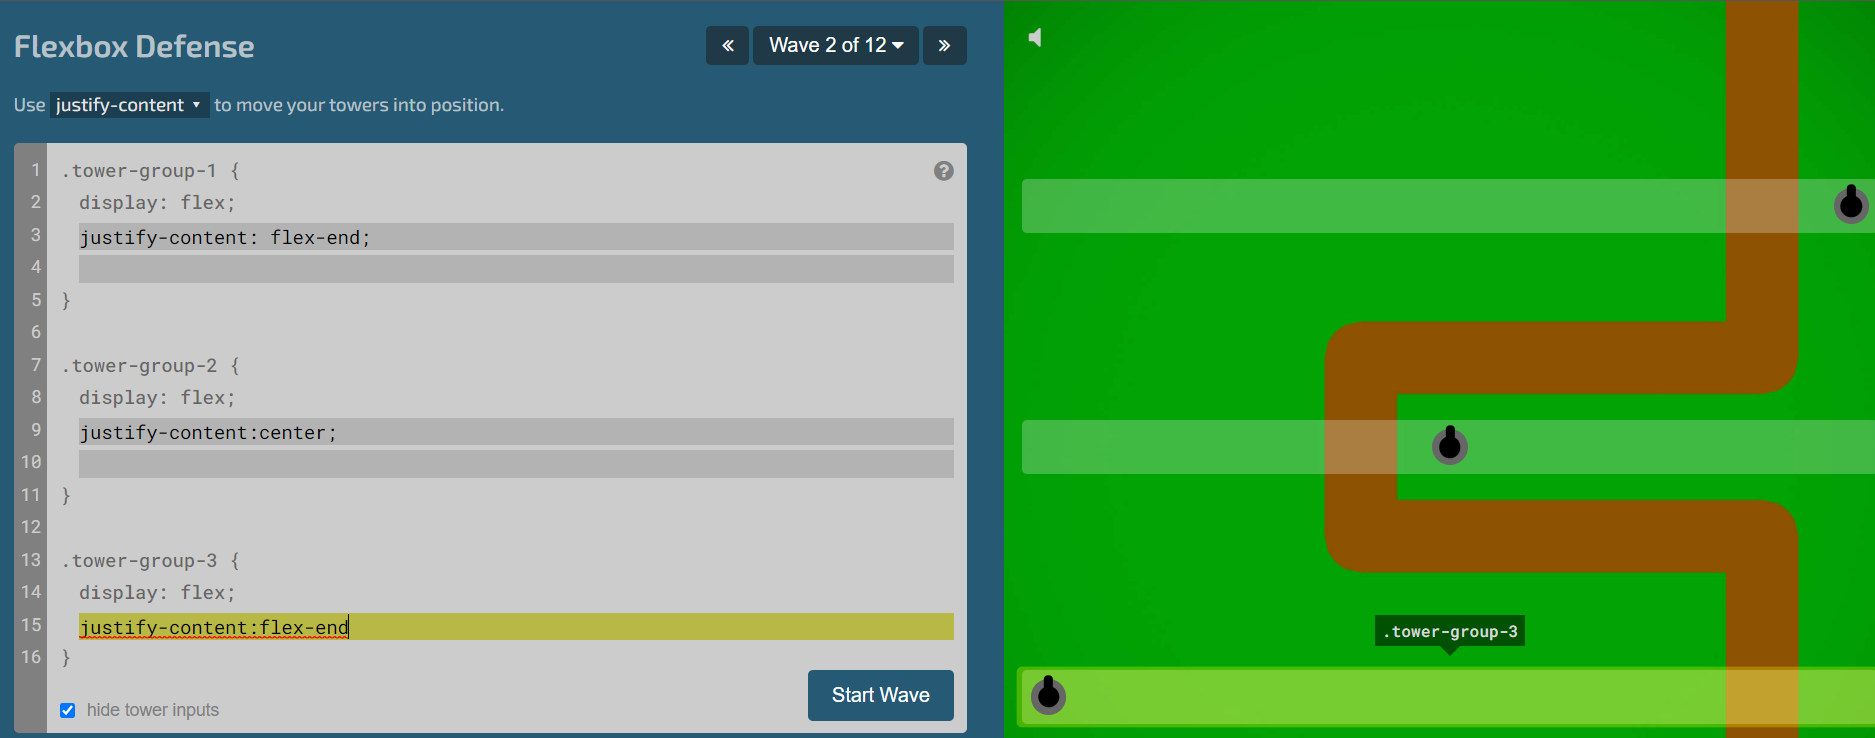 Flexbox Defense
« Wave 2 of 12 »
Use justify-content to move your towers into position.
1 .tower-group-1 {
2 display: flex;
3 justify-content: flex-end;
4
5 }
6
7 .tower-group-2 {
8 display: flex;
9 justify-content:center;
10
11 }
12
13 .tower-group-3 {
14 display: flex;
15 justify-content:flex-end
16 }
hide tower inputs
Start Wave
?
.tower-group-3